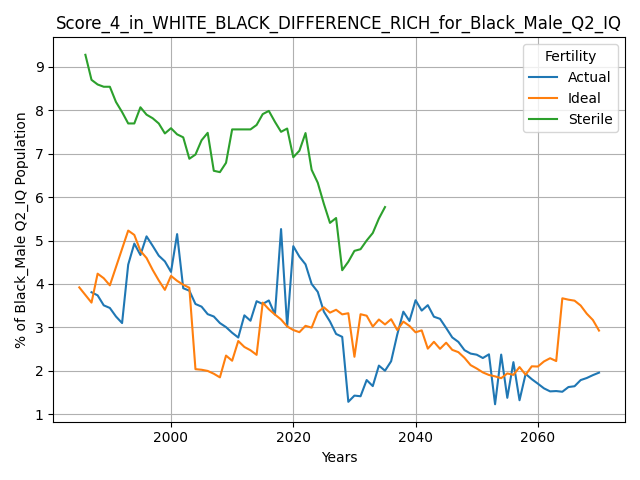 Score_4_in_WHITE_BLACK_DIFFERENCE_RICH_for_Black_Male_Q2_IQ
% of Black_Male Q2_IQ Population
9
8
7
6
5
4
3
2
1
Fertility
Actual
Ideal
Sterile
2000 2020 2040 2060
Years